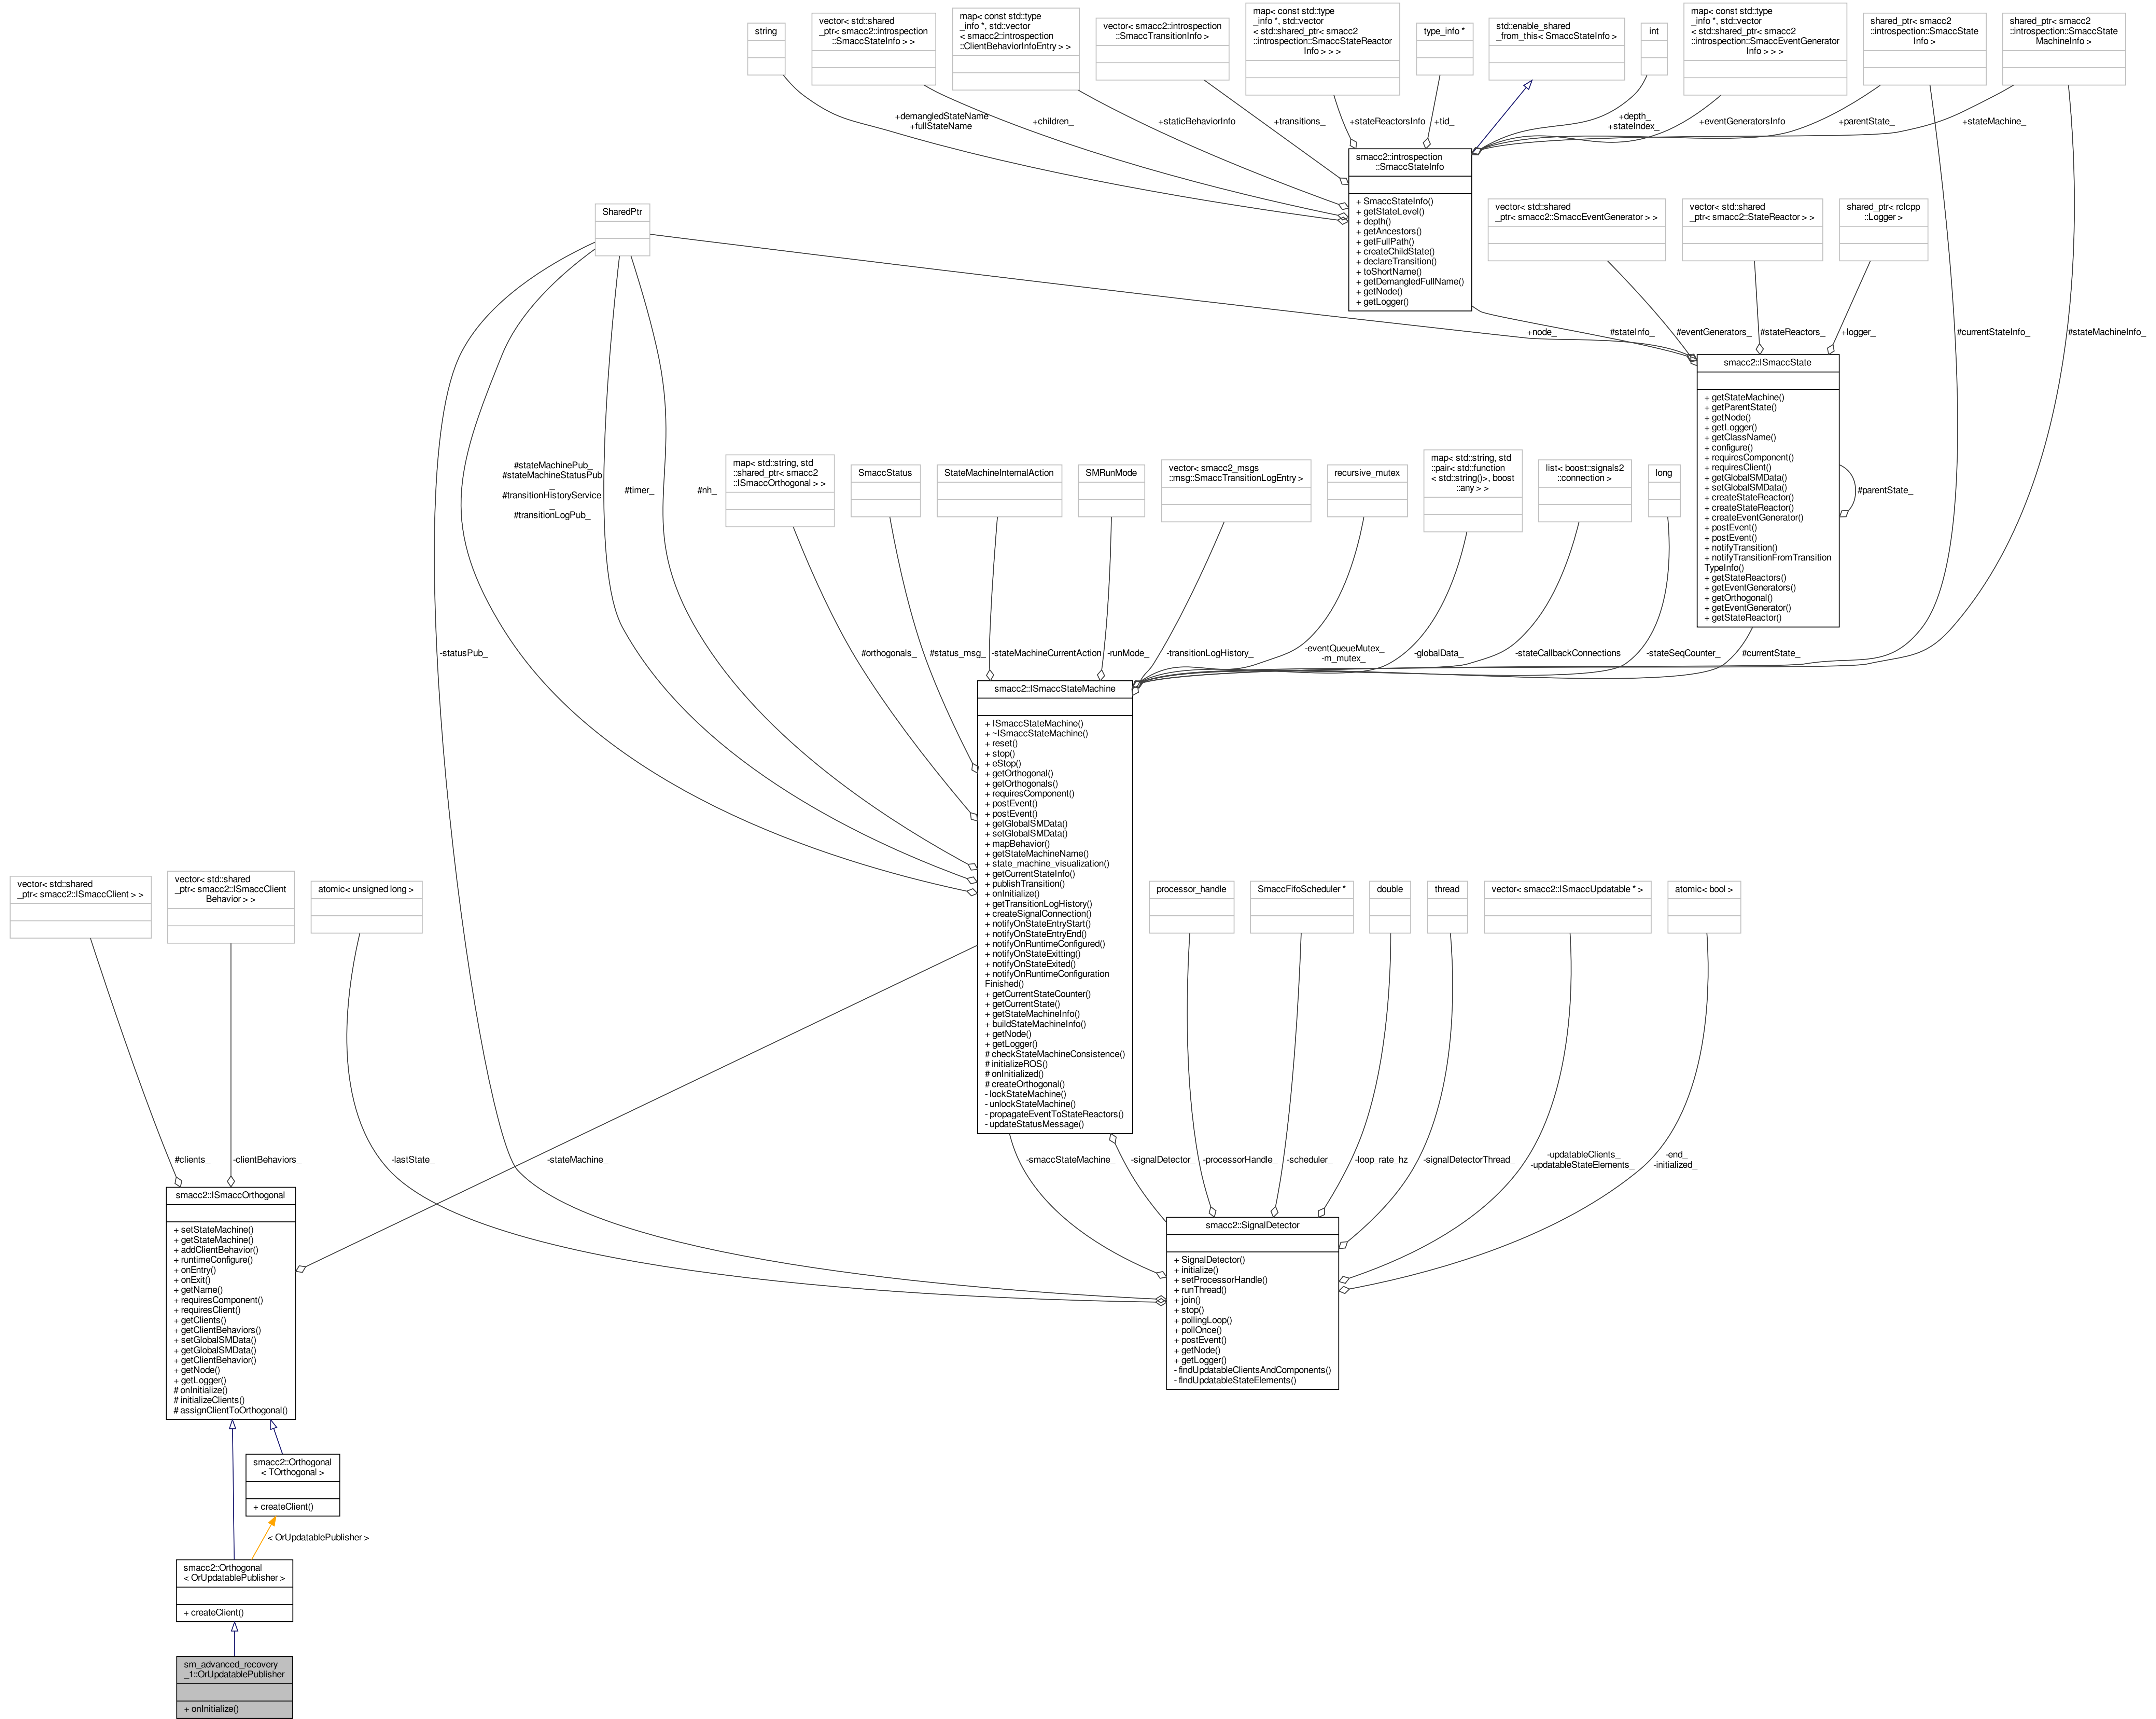 string
vector< std::shared
_ptr< smacc2::introspection
::SmaccStateInfo > >
map< const std::type
_info *, std::vector
< smacc2::introspection
::ClientBehaviorInfoEntry > >
vector< smacc2::introspection
::SmaccTransitionInfo >
map< const std::type
_info *, std::vector
< std::shared_ptr< smacc2
::introspection::SmaccStateReactor
Info > > >
type_info *
std::enable_shared
_from_this< SmaccStateInfo >
int
map< const std::type
_info *, std::vector
< std::shared_ptr< smacc2
::introspection::SmaccEventGenerator
Info > > >
shared_ptr< smacc2
::introspection::SmaccState
Info >
shared_ptr< smacc2
::introspection::SmaccState
MachineInfo >
+demangledStateName
+fullStateName
+children_
+staticBehaviorInfo
+transitions_
+stateReactorsInfo
+tid_
+depth_
+stateIndex_
+eventGeneratorsInfo
+parentState_
+stateMachine_
smacc2::introspection
::SmaccStateInfo
+ SmaccStateInfo()
+ getStateLevel()
+ depth()
+ getAncestors()
+ getFullPath()
+ createChildState()
+ declareTransition()
+ toShortName()
+ getDemangledFullName()
+ getNode()
+ getLogger()
SharedPtr
vector< std::shared
_ptr< smacc2::SmaccEventGenerator > >
vector< std::shared
_ptr< smacc2::StateReactor > >
shared_ptr< rclcpp
::Logger >
+node_
#stateInfo_
#eventGenerators_
#stateReactors_
+logger_
#currentStateInfo_
#stateMachineInfo_
smacc2::ISmaccState
+ getStateMachine()
+ getParentState()
+ getNode()
+ getLogger()
+ getClassName()
+ configure()
+ requiresComponent()
+ requiresClient()
+ getGlobalSMData()
+ setGlobalSMData()
+ createStateReactor()
+ createStateReactor()
+ createEventGenerator()
+ postEvent()
+ postEvent()
+ notifyTransition()
+ notifyTransitionFromTransition
TypeInfo()
+ getStateReactors()
+ getEventGenerators()
+ getOrthogonal()
+ getEventGenerator()
+ getStateReactor()
#parentState_
#stateMachinePub_
#stateMachineStatusPub
_
#transitionHistoryService
_
#transitionLogPub_
#timer_
#nh_
map< std::string, std
::shared_ptr< smacc2
::ISmaccOrthogonal > >
SmaccStatus
StateMachineInternalAction
SMRunMode
vector< smacc2_msgs
::msg::SmaccTransitionLogEntry >
recursive_mutex
map< std::string, std
::pair< std::function
< std::string()>, boost
::any > >
list< boost::signals2
::connection >
long
-statusPub_
#orthogonals_
#status_msg_
-stateMachineCurrentAction
-runMode_
-transitionLogHistory_
-eventQueueMutex_
-m_mutex_
-globalData_
-stateCallbackConnections
-stateSeqCounter_
#currentState_
smacc2::ISmaccStateMachine
+ ISmaccStateMachine()
+ ~ISmaccStateMachine()
+ reset()
+ stop()
+ eStop()
+ getOrthogonal()
+ getOrthogonals()
+ requiresComponent()
+ postEvent()
+ postEvent()
+ getGlobalSMData()
+ setGlobalSMData()
+ mapBehavior()
+ getStateMachineName()
+ state_machine_visualization()
+ getCurrentStateInfo()
+ publishTransition()
+ onInitialize()
+ getTransitionLogHistory()
+ createSignalConnection()
+ notifyOnStateEntryStart()
+ notifyOnStateEntryEnd()
+ notifyOnRuntimeConfigured()
+ notifyOnStateExitting()
+ notifyOnStateExited()
+ notifyOnRuntimeConfiguration
Finished()
+ getCurrentStateCounter()
+ getCurrentState()
+ getStateMachineInfo()
+ buildStateMachineInfo()
+ getNode()
+ getLogger()
# checkStateMachineConsistence()
# initializeROS()
# onInitialized()
# createOrthogonal()
- lockStateMachine()
- unlockStateMachine()
- propagateEventToStateReactors()
- updateStatusMessage()
vector< std::shared
_ptr< smacc2::ISmaccClient > >
vector< std::shared
_ptr< smacc2::ISmaccClient
Behavior > >
atomic< unsigned long >
processor_handle
SmaccFifoScheduler *
double
thread
vector< smacc2::ISmaccUpdatable * >
atomic< bool >
#clients_
-clientBehaviors_
-lastState_
-stateMachine_
-smaccStateMachine_
-signalDetector_
-processorHandle_
-scheduler_
-loop_rate_hz
-signalDetectorThread_
-updatableClients_
-updatableStateElements_
-end_
-initialized_
smacc2::ISmaccOrthogonal
+ setStateMachine()
+ getStateMachine()
+ addClientBehavior()
+ runtimeConfigure()
+ onEntry()
+ onExit()
+ getName()
+ requiresComponent()
+ requiresClient()
+ getClients()
+ getClientBehaviors()
+ setGlobalSMData()
+ getGlobalSMData()
+ getClientBehavior()
+ getNode()
+ getLogger()
# onInitialize()
# initializeClients()
# assignClientToOrthogonal()
smacc2::SignalDetector
+ SignalDetector()
+ initialize()
+ setProcessorHandle()
+ runThread()
+ join()
+ stop()
+ pollingLoop()
+ pollOnce()
+ postEvent()
+ getNode()
+ getLogger()
- findUpdatableClientsAndComponents()
- findUpdatableStateElements()
smacc2::Orthogonal
< TOrthogonal >
+ createClient()
< OrUpdatablePublisher >
smacc2::Orthogonal
< OrUpdatablePublisher >
+ createClient()
sm_advanced_recovery
_1::OrUpdatablePublisher
+ onInitialize()